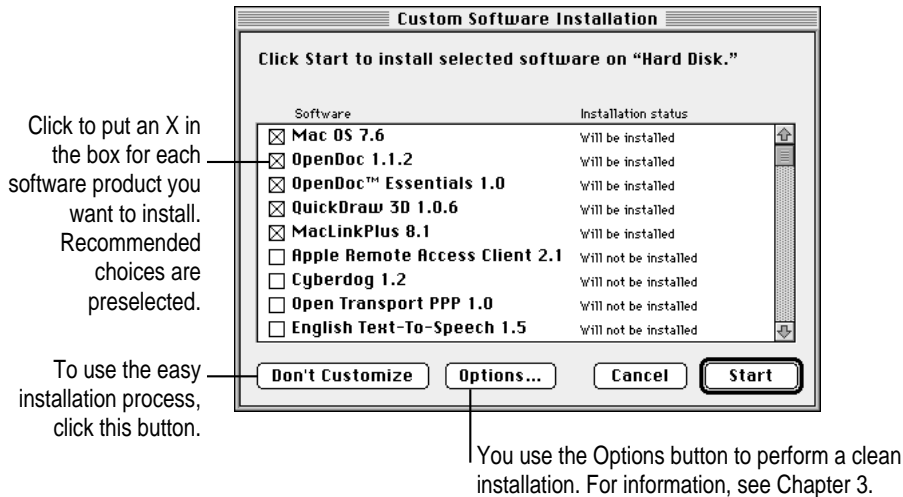 Custom Software Installation
Click Start to install selected software on “Hard Disk.”
Software Installation status
Mac OS 7.6 Will be installed
OpenDoc 1.1.2 Will be installed
OpenDoc™ Essentials 1.0 Will be installed
QuickDraw 3D 1.0.6 Will be installed
MacLinkPlus 8.1 Will be installed
Apple Remote Access Client 2.1 Will not be installed
Cyberdog 1.2 Will not be installed
Open Transport PPP 1.0 Will not be installed
English Text-To-Speech 1.5 Will not be installed
Don't Customize Options... Cancel Start
Click to put an X in
the box for each
software product you
want to install.
Recommended
choices are
preselected.
To use the easy
installation process,
click this button.
You use the Options button to perform a clean
installation. For information, see Chapter 3.